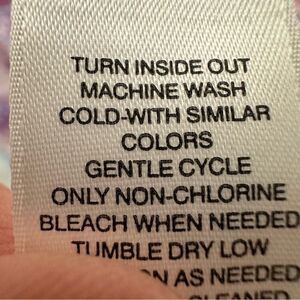 TURN INSIDE OUT
MACHINE WASH
COLD-WITH SIMILAR
COLORS
GENTLE CYCLE
ONLY NON-CHLORINE
BLEACH WHEN NEEDED
TUMBLE DRY LOW
AS NEEDED
CLEANED